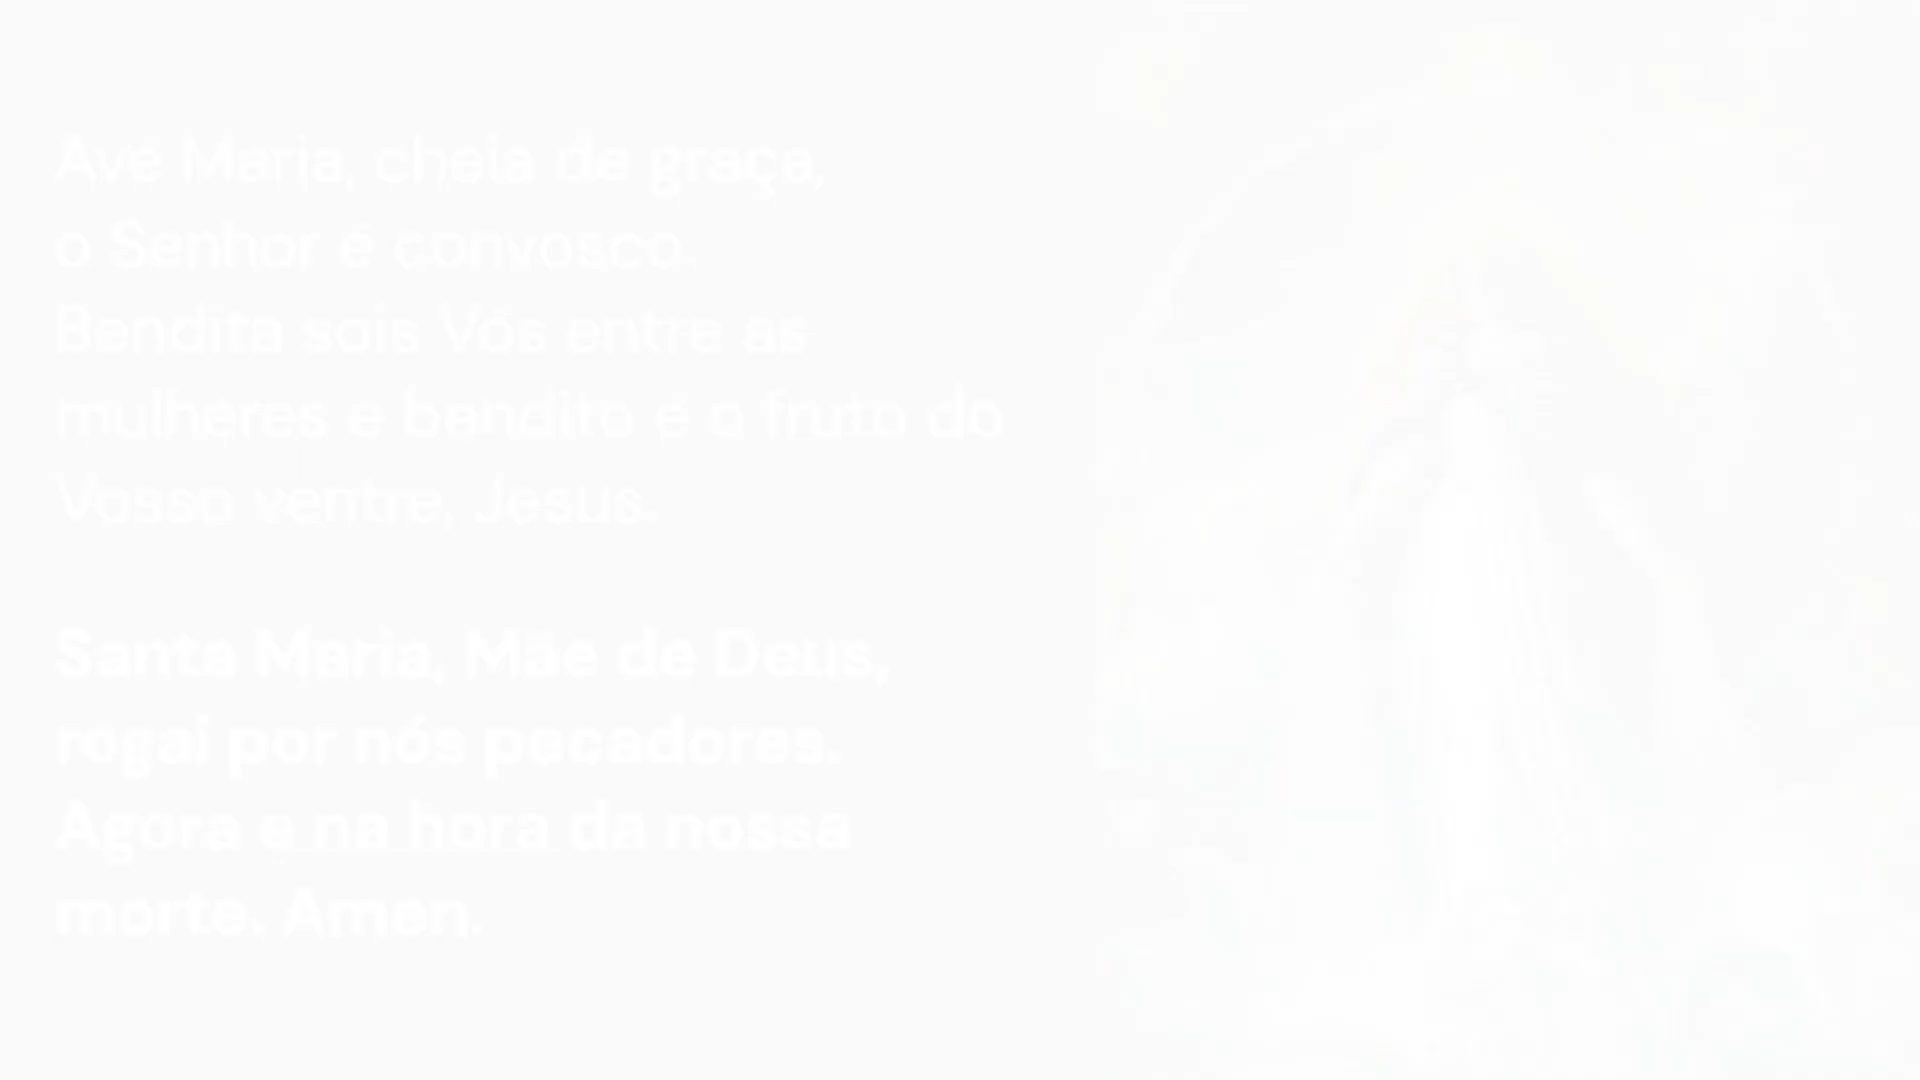 Avé Maria, cheia de graça,
o Senhor é convosco.
Bendita sois Vós entre as
mulheres e bendito é o fruto do
Vosso ventre, Jesus.
Santa Maria, Mãe de Deus,
rogai por nós pecadores.
Agora e na hora da nossa
morte. Amen.